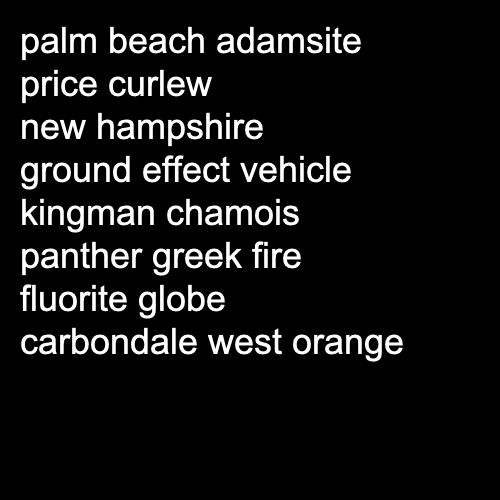 palm beach adamsite
price curlew
new hampshire
ground effect vehicle
kingman chamois
panther greek fire
fluorite globe
carbondale west orange